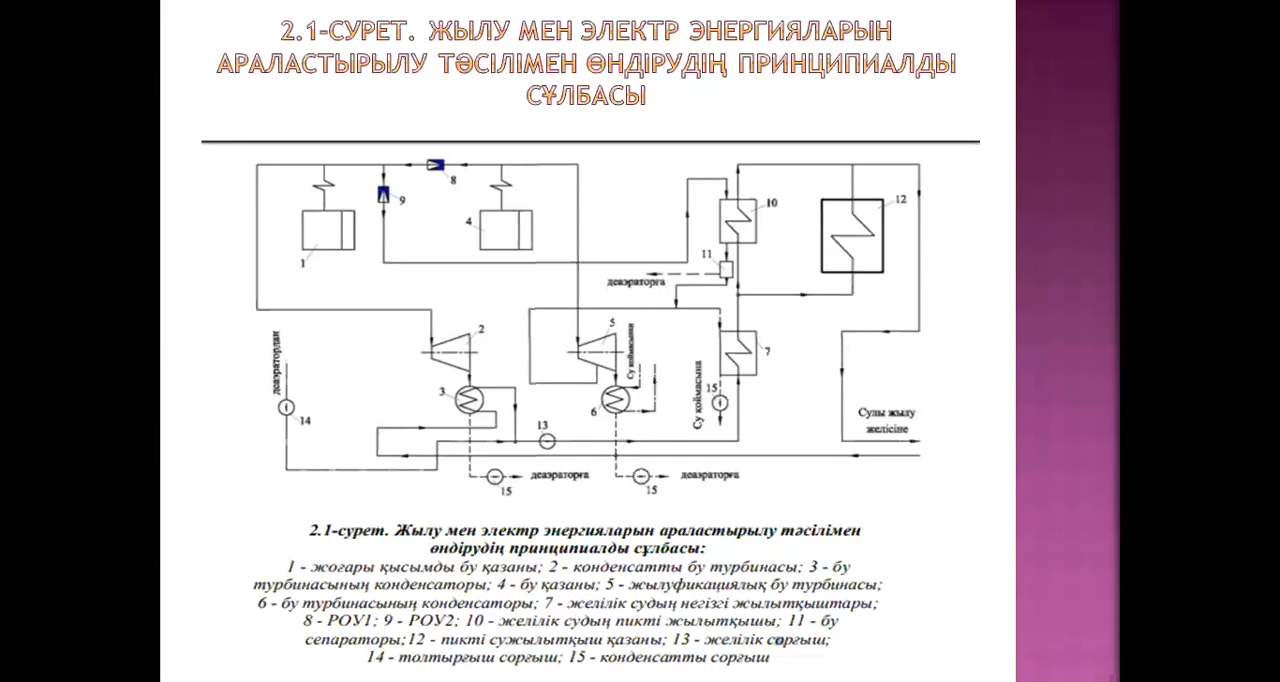 2.1-СУРЕТ. ЖЫЛУ МЕН ЭЛЕКТР ЭНЕРГИЯЛАРЫН
АРАЛАСТЫРЫЛУ ТӘСІЛІМЕН ӨНДІРУДІҢ ПРИНЦИПИАЛДЫ
СҰЛБАСЫ
8
9
4
1
10
12
11
деаэраторға
2
5
Су қоймасына
7
деаэратордан
3
6
Су қоймасына
15
14
13
Сулы жылу
желісіне
деаэраторға
деаэраторға
15
15
2.1-сурет. Жылу мен электр энергияларын араластырылу тәсілімен
өндірудің принципиалды сұлбасы:
1 - жоғары қысымды бу қазаны; 2 - конденсатты бу турбинасы; 3 - бу
турбинасының конденсаторы; 4 - бу қазаны; 5 - жылуфикациялық бу турбинасы;
6 - бу турбинасының конденсаторы; 7 - желілік судың негізгі жылытқыштары;
8 - РОУ1; 9 - РОУ2; 10 - желілік судың пикті жылытқышы; 11 - бу
сепараторы; 12 - пикті сужылытқыш қазаны; 13 - желілік сорғыш;
14 - толтырғыш сорғыш; 15 - конденсатты сорғыш